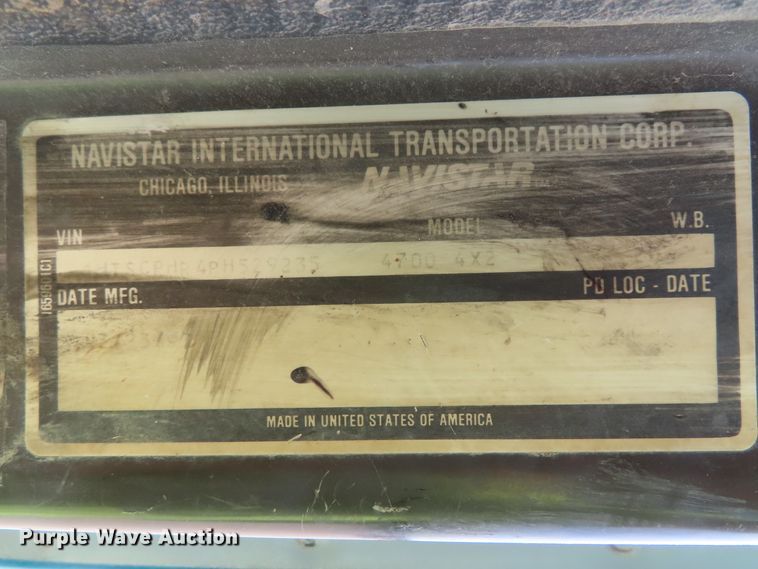 NAVISTAR INTERNATIONAL TRANSPORTATION CORP.
CHICAGO, ILLINOIS NAVISTAR
VIN MODEL W.B.
4700 4X2
DATE MFG. PD LOC - DATE
MADE IN UNITED STATES OF AMERICA
Purple Wave Auction